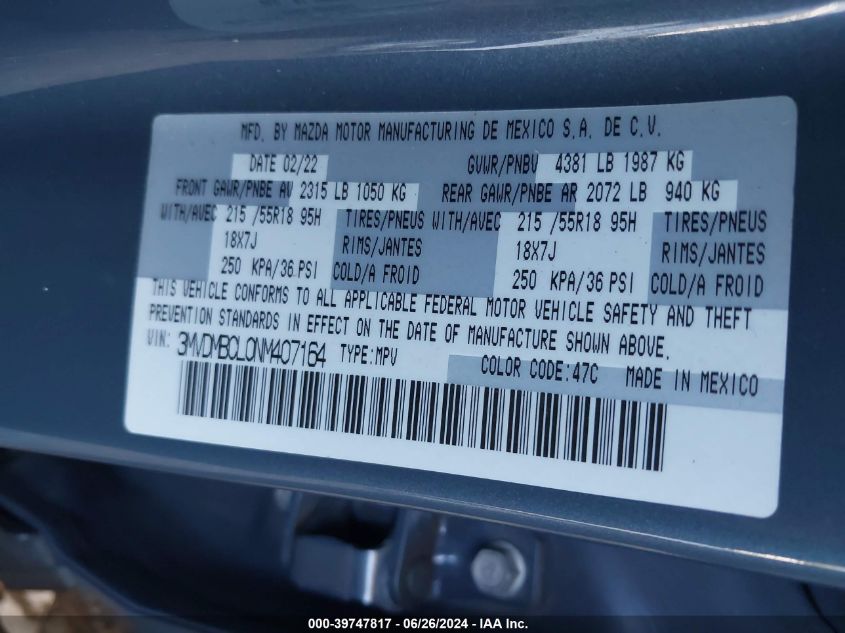 MFD. BY MAZDA MOTOR MANUFACTURING DE MEXICO S.A. DE C.V.
DATE 02/22 GVWR/PNBV 4381 LB 1987 KG
FRONT GAWR/PNBE AV 2315 LB 1050 KG REAR GAWR/PNBE AR 2072 LB 940 KG
WITH/AVEC 215 /55R18 95H TIRES/PNEUS WITH/AVEC 215 /55R18 95H TIRES/PNEUS
18X7J RIMS/JANTES 18X7J RIMS/JANTES
250 KPA/36 PSI COLD/A FROID 250 KPA/36 PSI COLD/A FROID
THIS VEHICLE CONFORMS TO ALL APPLICABLE FEDERAL MOTOR VEHICLE SAFETY AND THEFT
PREVENTION STANDARDS IN EFFECT ON THE DATE OF MANUFACTURE SHOWN ABOVE.
VIN: 3MVDMBCL0NM407164 TYPE:MPV COLOR CODE:47C MADE IN MEXICO
000-39747817 - 06/26/2024 - IAA Inc.